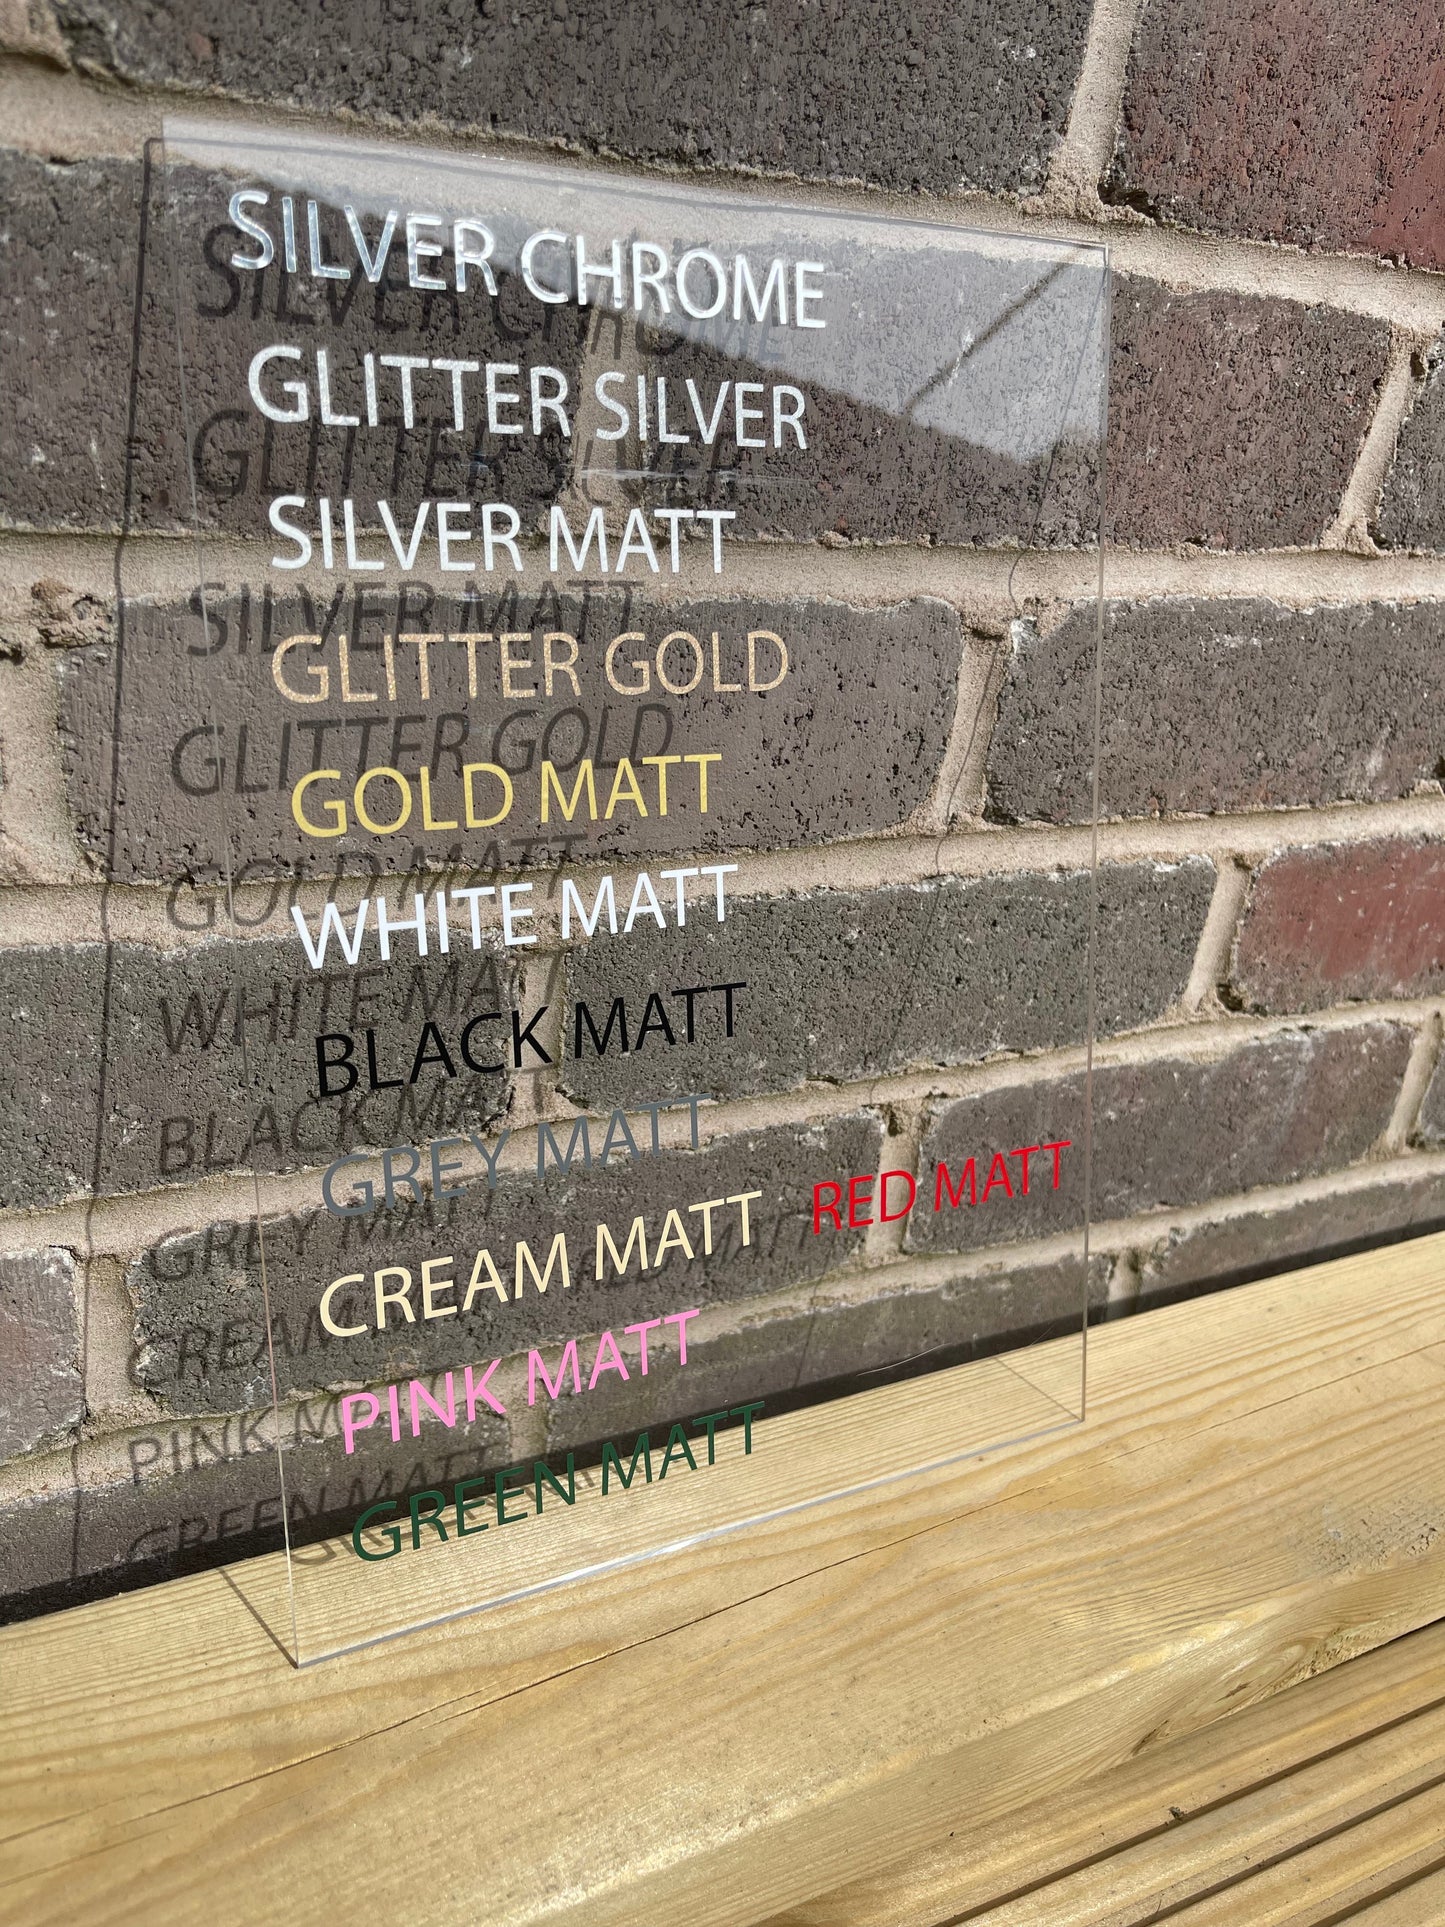 SILVER CHROME
GLITTER SILVER
SILVER MATT
GLITTER GOLD
GOLD MATT
WHITE MATT
BLACK MATT
GREY MATT
CREAM MATT RED MATT
PINK MATT
GREEN MATT